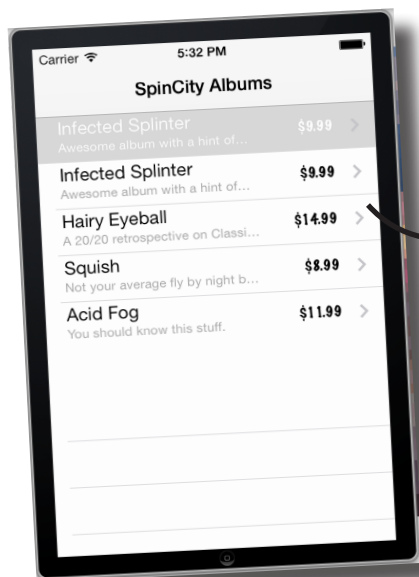 Carrier 5:32 PM
SpinCity Albums
Infected Splinter $9.99
Awesome album with a hint of…
Infected Splinter $9.99
Awesome album with a hint of…
Hairy Eyeball $14.99
A 20/20 retrospective on Classi…
Squish $8.99
Not your average fly by night b…
Acid Fog $11.99
You should know this stuff.